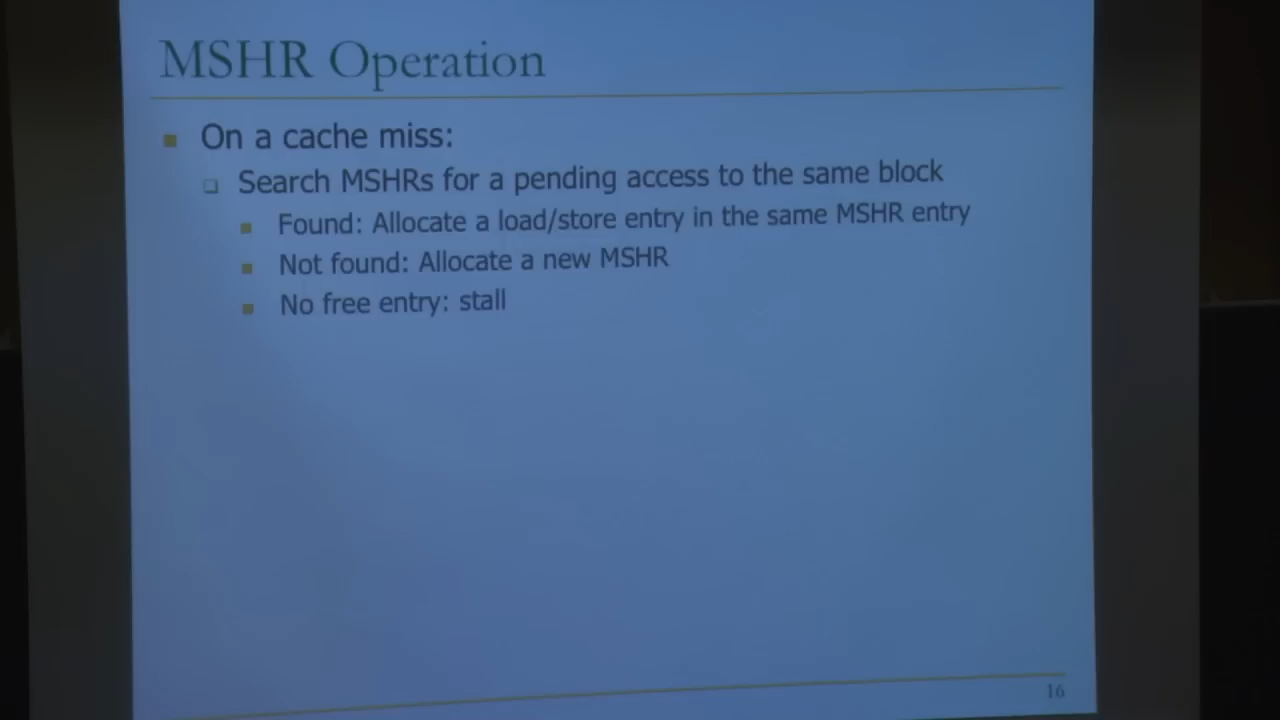 MSHR Operation
On a cache miss:
Search MSHRs for a pending access to the same block
Found: Allocate a load/store entry in the same MSHR entry
Not found: Allocate a new MSHR
No free entry: stall
16